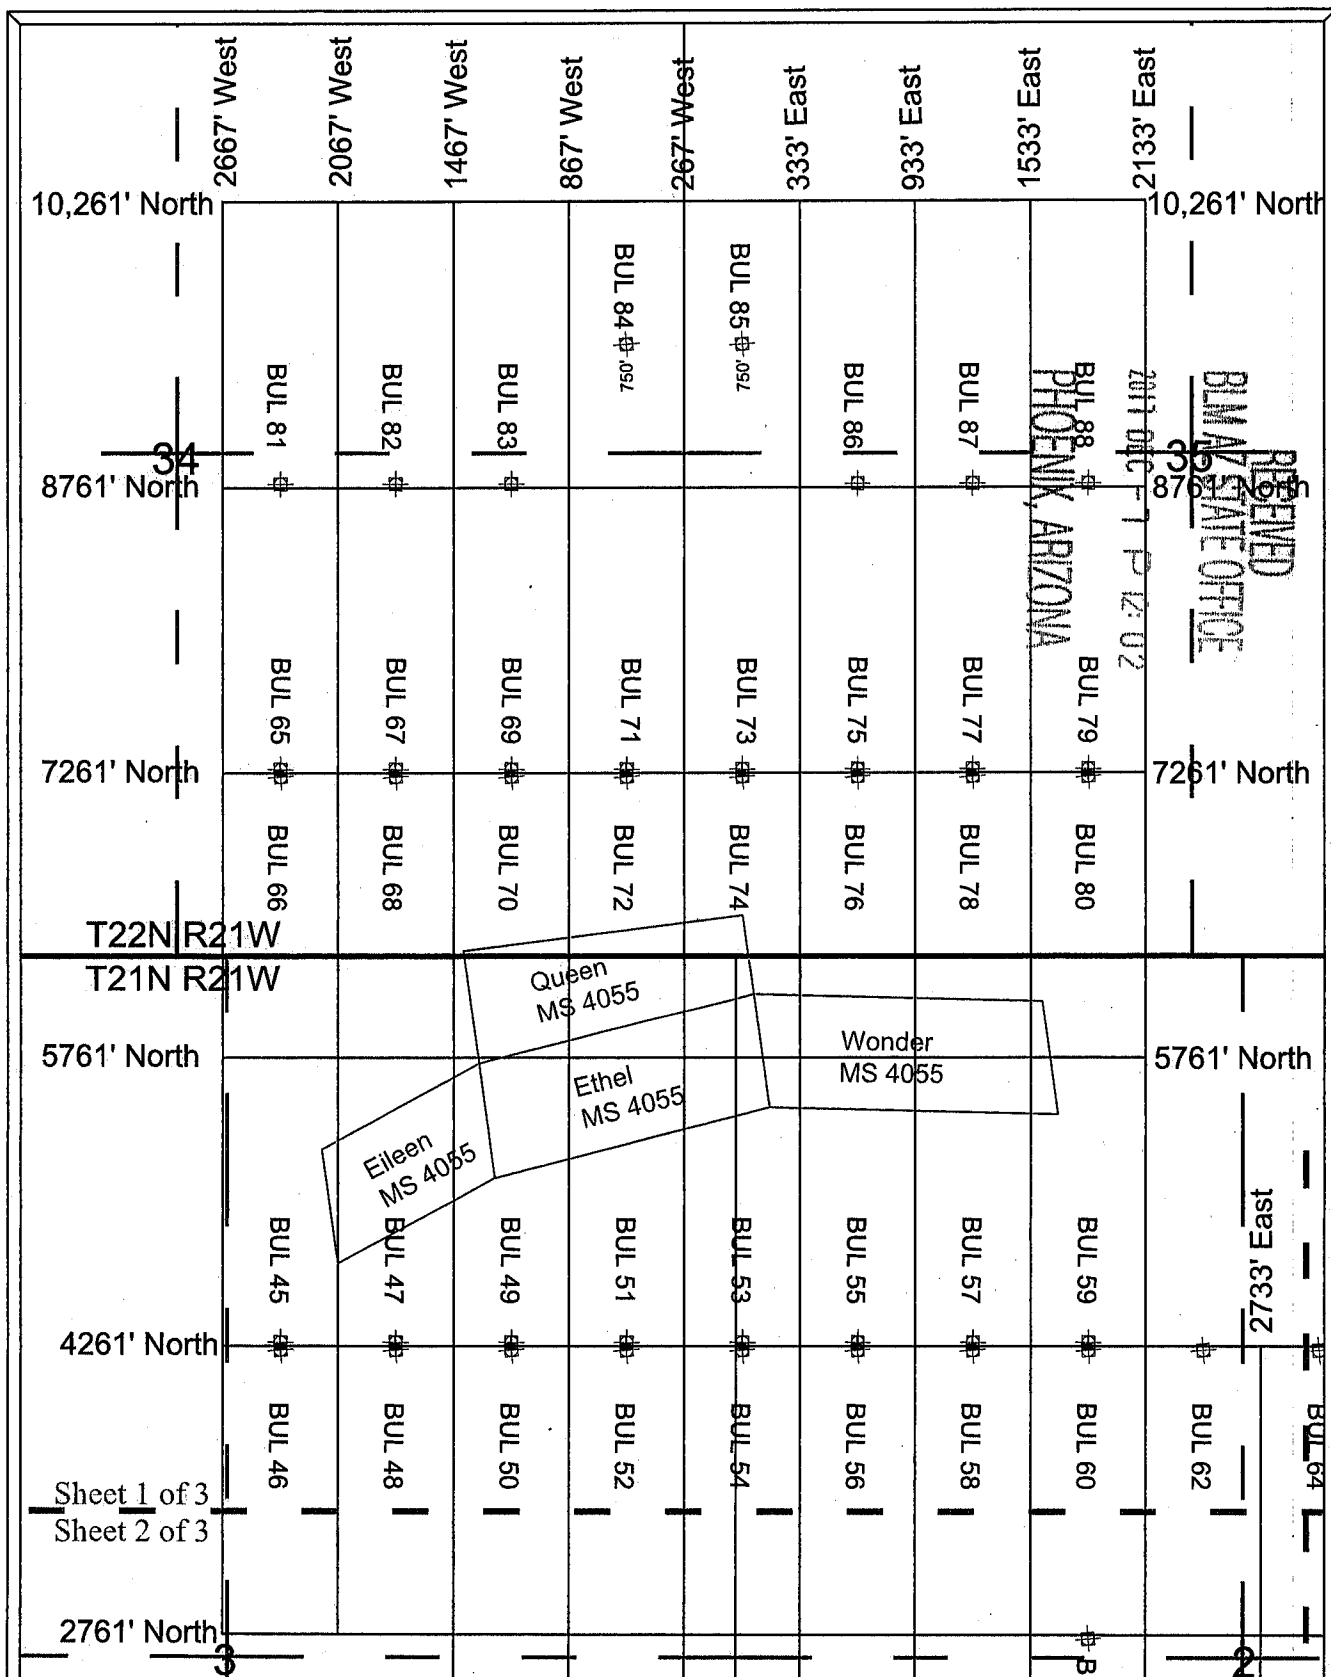 2667' West
2067' West
1467' West
867' West
267' West
333' East
933' East
1533' East
2133' East
10,261' North
10,261' North
BUL 84
750'
BUL 85
750'
BUL 81
BUL 82
BUL 83
BUL 86
BUL 87
BUL 88
RECEIVED
BLM AZ STATE OFFICE
2017 DEC -7 P 12:02
PHOENIX, ARIZONA
34
35
8761' North
8761' North
BUL 65
BUL 67
BUL 69
BUL 71
BUL 73
BUL 75
BUL 77
BUL 79
7261' North
7261' North
BUL 66
BUL 68
BUL 70
BUL 72
BUL 74
BUL 76
BUL 78
BUL 80
T22N R21W
T21N R21W
Queen
MS 4055
Wonder
MS 4055
5761' North
5761' North
Ethel
MS 4055
Eileen
MS 4055
BUL 45
BUL 47
BUL 49
BUL 51
BUL 53
BUL 55
BUL 57
BUL 59
2733' East
4261' North
BUL 46
BUL 48
BUL 50
BUL 52
BUL 54
BUL 56
BUL 58
BUL 60
BUL 62
BUL 64
Sheet 1 of 3
Sheet 2 of 3
2761' North
3
B
2